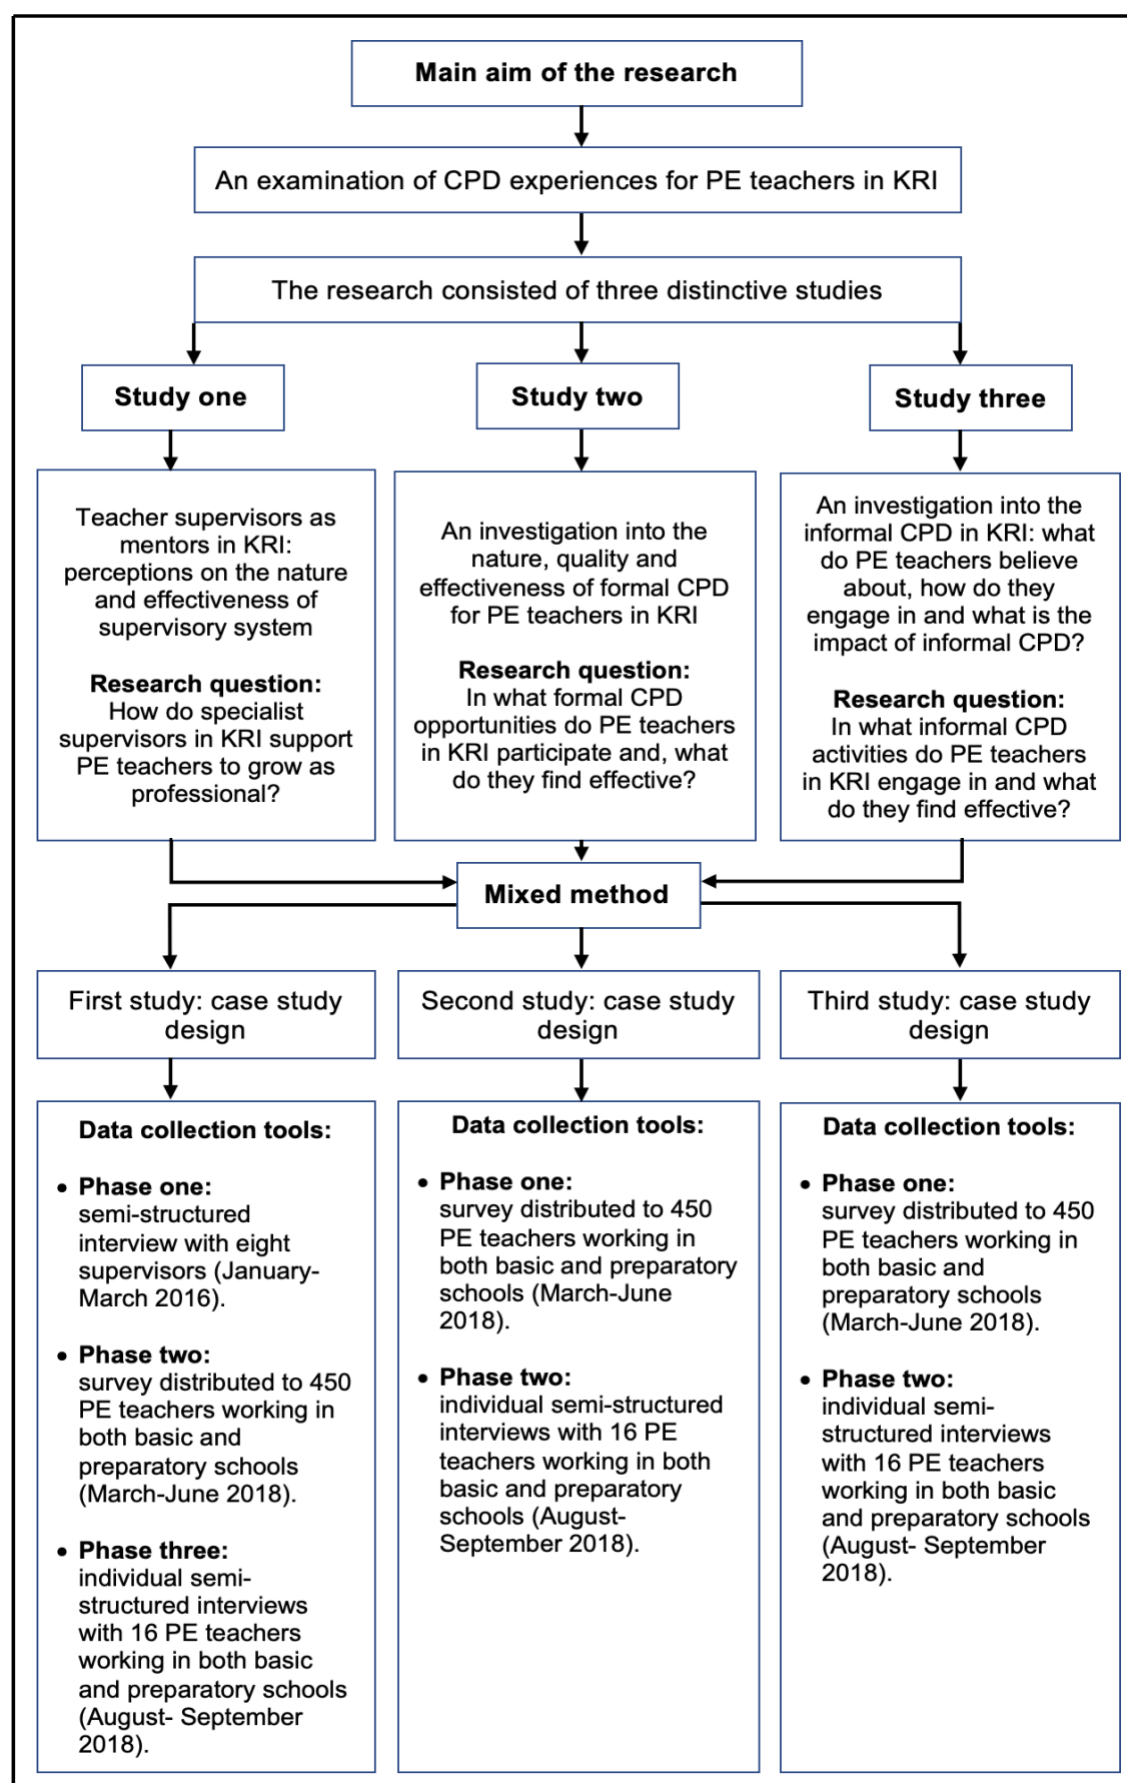 Main aim of the research
An examination of CPD experiences for PE teachers in KRI
The research consisted of three distinctive studies
Study one
Study two
Study three
Teacher supervisors as
mentors in KRI:
perceptions on the nature
and effectiveness of
supervisory system
Research question:
How do specialist
supervisors in KRI support
PE teachers to grow as
professional?
An investigation into the
nature, quality and
effectiveness of formal CPD
for PE teachers in KRI
Research question:
In what formal CPD
opportunities do PE teachers
in KRI participate and, what
do they find effective?
An investigation into the
informal CPD in KRI: what
do PE teachers believe
about, how do they
engage in and what is the
impact of informal CPD?
Research question:
In what informal CPD
activities do PE teachers
in KRI engage in and what
do they find effective?
Mixed method
First study: case study
design
Second study: case study
design
Third study: case study
design
Data collection tools:
• Phase one:
semi-structured
interview with eight
supervisors (January-
March 2016).
• Phase two:
survey distributed to 450
PE teachers working in
both basic and
preparatory schools
(March-June 2018).
• Phase three:
individual semi-
structured interviews
with 16 PE teachers
working in both basic
and preparatory schools
(August- September
2018).
Data collection tools:
• Phase one:
survey distributed to 450
PE teachers working in
both basic and preparatory
schools (March-June
2018).
• Phase two:
individual semi-structured
interviews with 16 PE
teachers working in both
basic and preparatory
schools (August-
September 2018).
Data collection tools:
• Phase one:
survey distributed to 450
PE teachers working in
both basic and
preparatory schools
(March-June 2018).
• Phase two:
individual semi-
structured interviews
with 16 PE teachers
working in both basic
and preparatory schools
(August- September
2018).